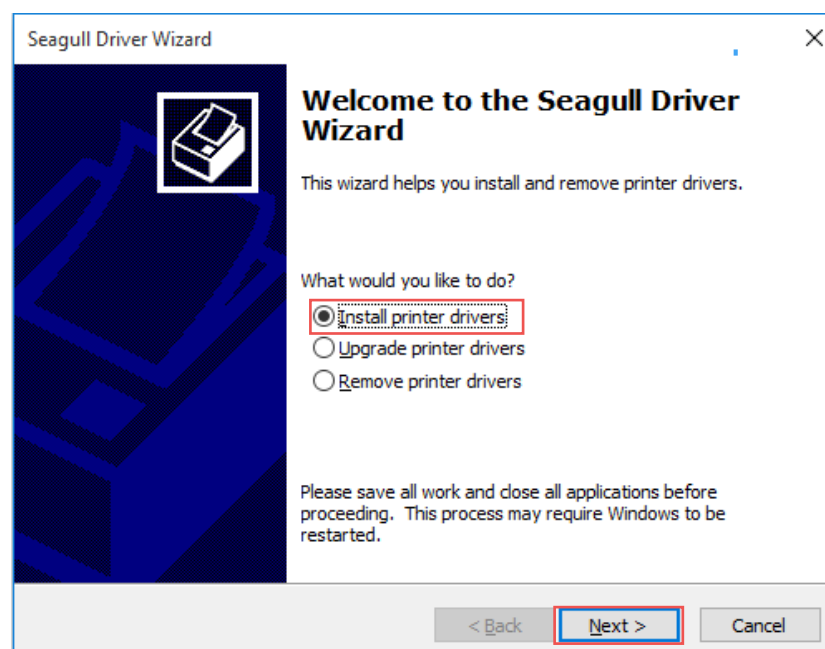 Seagull Driver Wizard
Welcome to the Seagull Driver
Wizard
This wizard helps you install and remove printer drivers.
What would you like to do?
Install printer drivers
Upgrade printer drivers
Remove printer drivers
Please save all work and close all applications before
proceeding. This process may require Windows to be
restarted.
< Back Next > Cancel